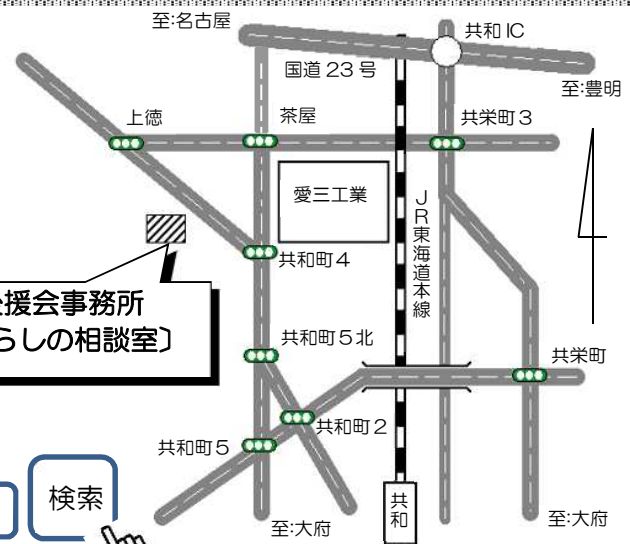 至:名古屋
共和IC
国道23号
至:豊明
上徳
茶屋
共栄町3
愛三工業
JR東海道本線
共和町4
援会事務所
らしの相談室〕
共和町5北
共栄町
共和町2
共和町5
検索
共和
至:大府
至:大府